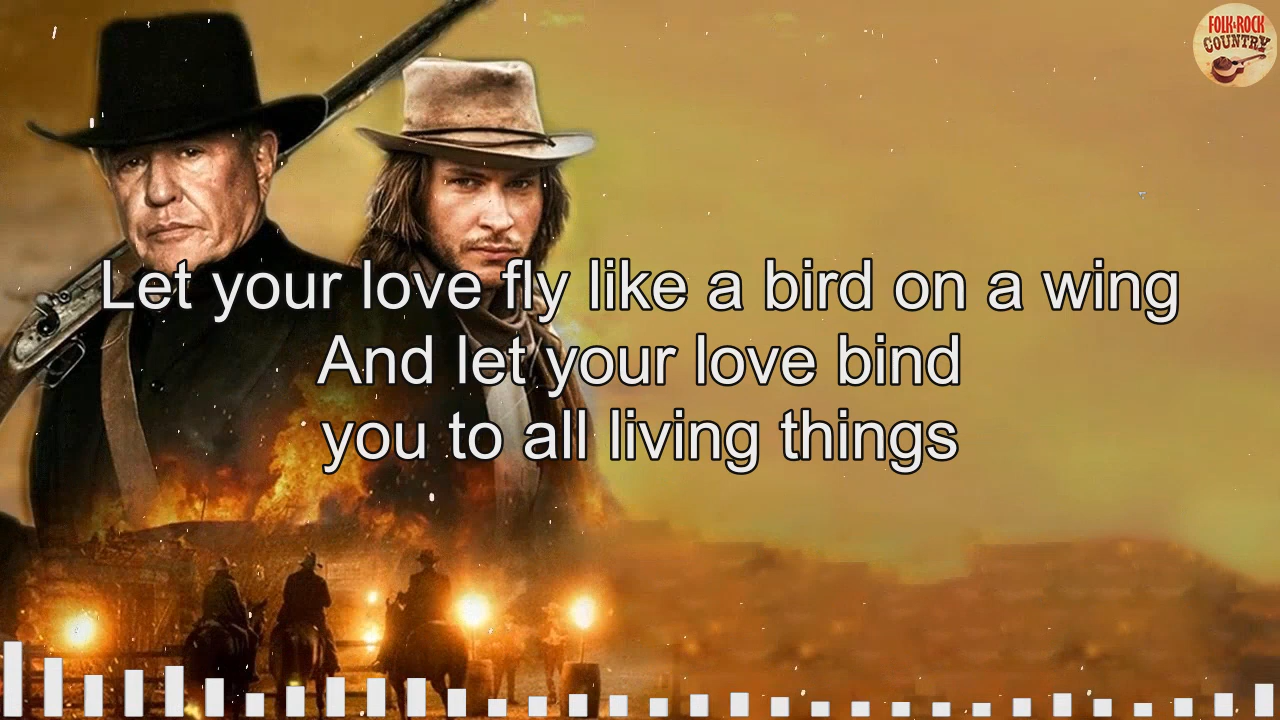 FOLK-ROCK
COUNTRY
Let your love fly like a bird on a wing
And let your love bind
you to all living things